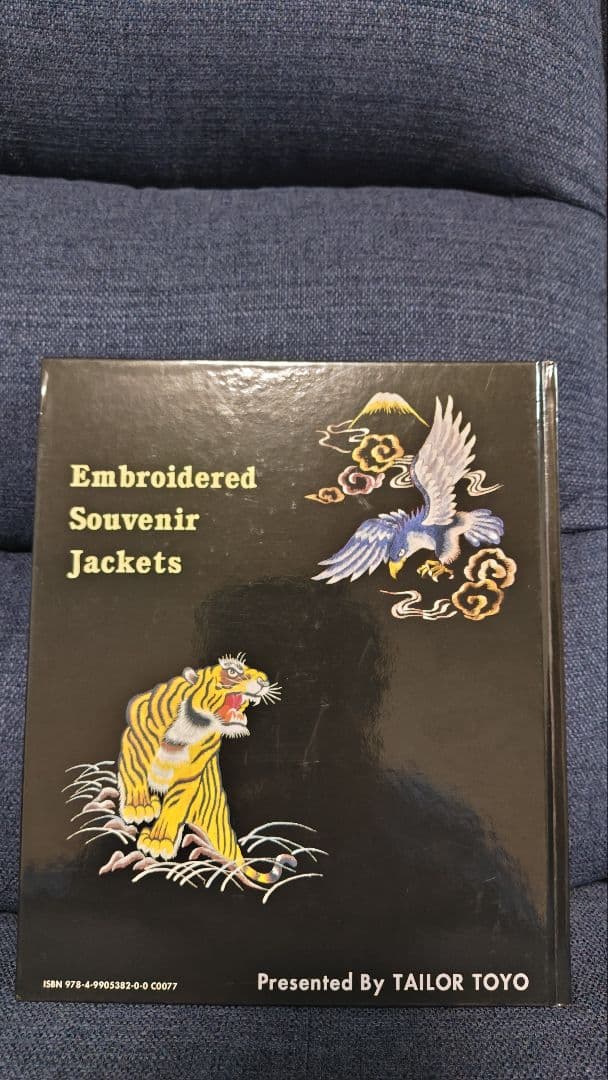 Embroidered
Souvenir
Jackets
ISBN 978-4-9905382-0-0 C0077
Presented By TAILOR TOYO